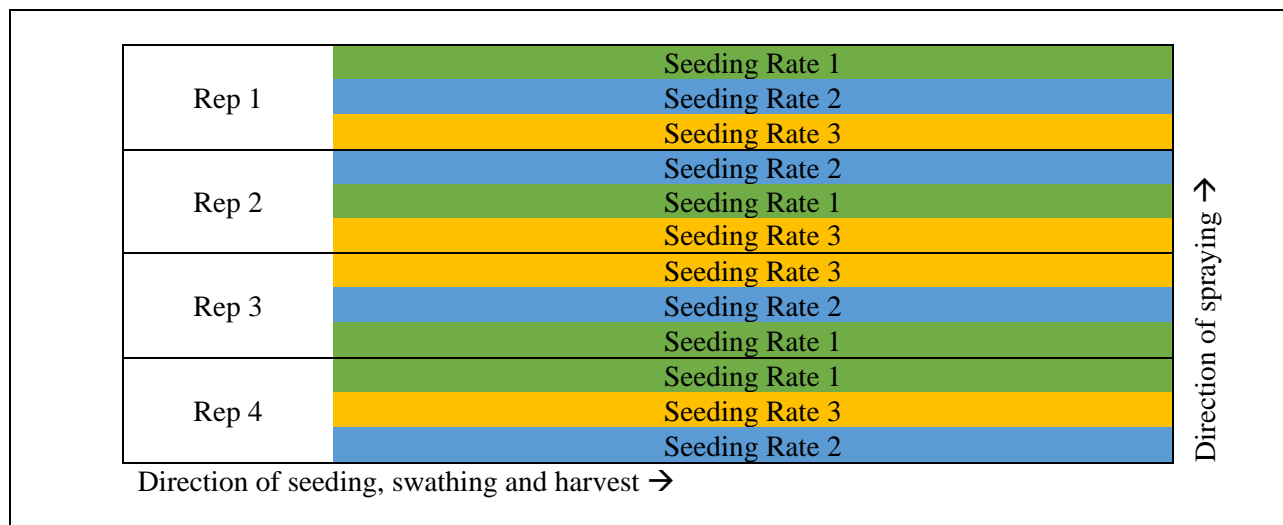 Seeding Rate 1
Rep 1
Seeding Rate 2
Seeding Rate 3
Seeding Rate 2
Rep 2
Seeding Rate 1
Seeding Rate 3
Seeding Rate 3
Rep 3
Seeding Rate 2
Seeding Rate 1
Seeding Rate 1
Rep 4
Seeding Rate 3
Seeding Rate 2
Direction of spraying →
Direction of seeding, swathing and harvest →